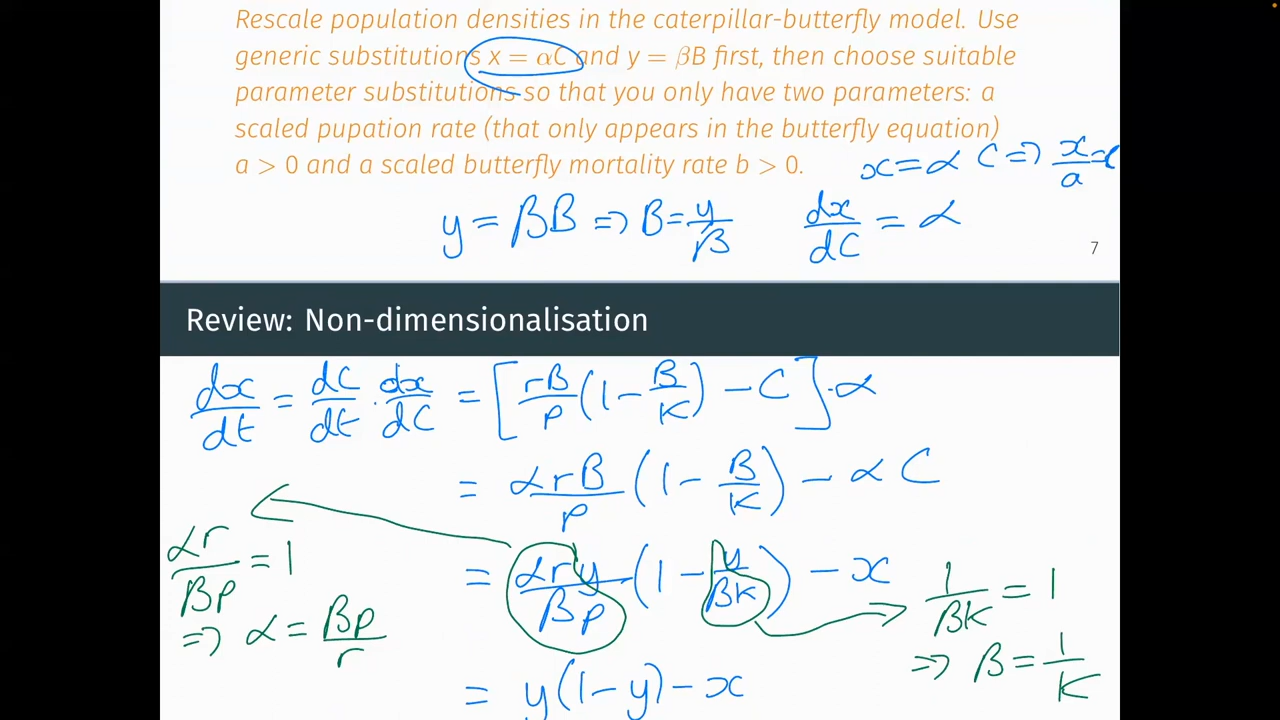 Rescale population densities in the caterpillar-butterfly model. Use
generic substitutions x = αC and y = βB first, then choose suitable
parameter substitutions so that you only have two parameters: a
scaled pupation rate (that only appears in the butterfly equation)
a > 0 and a scaled butterfly mortality rate b > 0.
x = α C ⇒ x/a = C
y = βB ⇒ B = y/β
dx/dC = α
7
Review: Non-dimensionalisation
dx/dt = dC/dt · dx/dC = [rB/p (1 - B/K) - C] · α
= αrB/p (1 - B/K) - α C
= αry/βp (1 - y/βK) - x
αr/βp = 1
⇒ α = βp/r
1/βK = 1
⇒ β = 1/K
= y(1 - y) - x